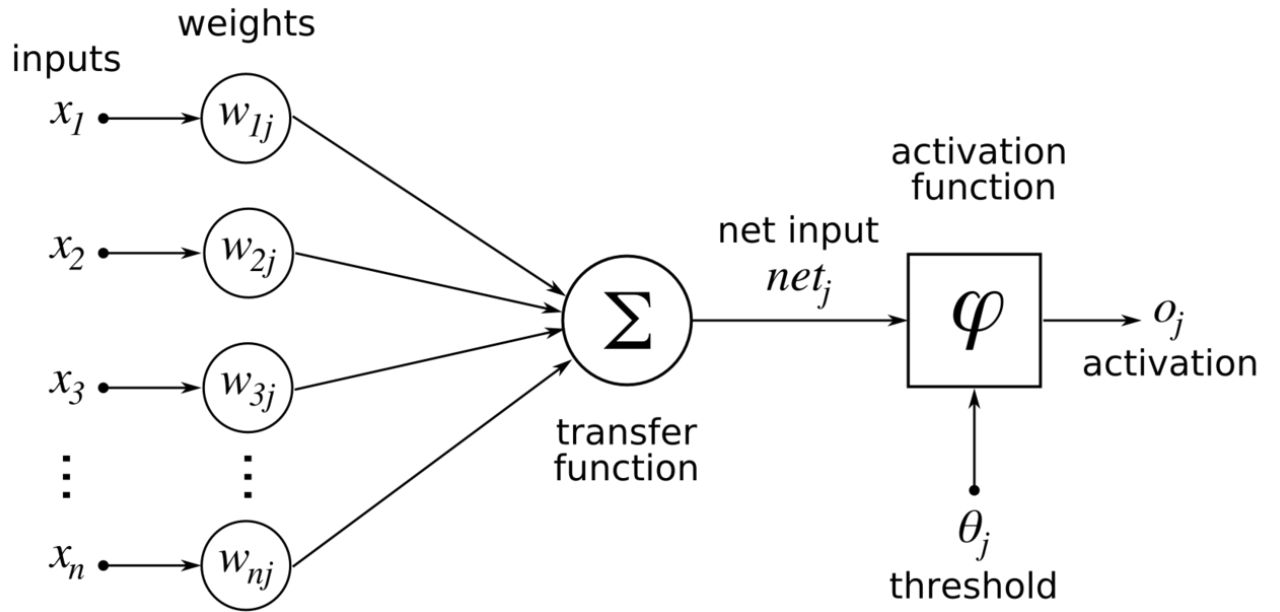 weights
inputs
x1
w1j
x2
w2j
x3
w3j
⋮ ⋮
xn
wnj
Σ
transfer
function
net input
netj
activation
function
φ
oj
activation
θj
threshold